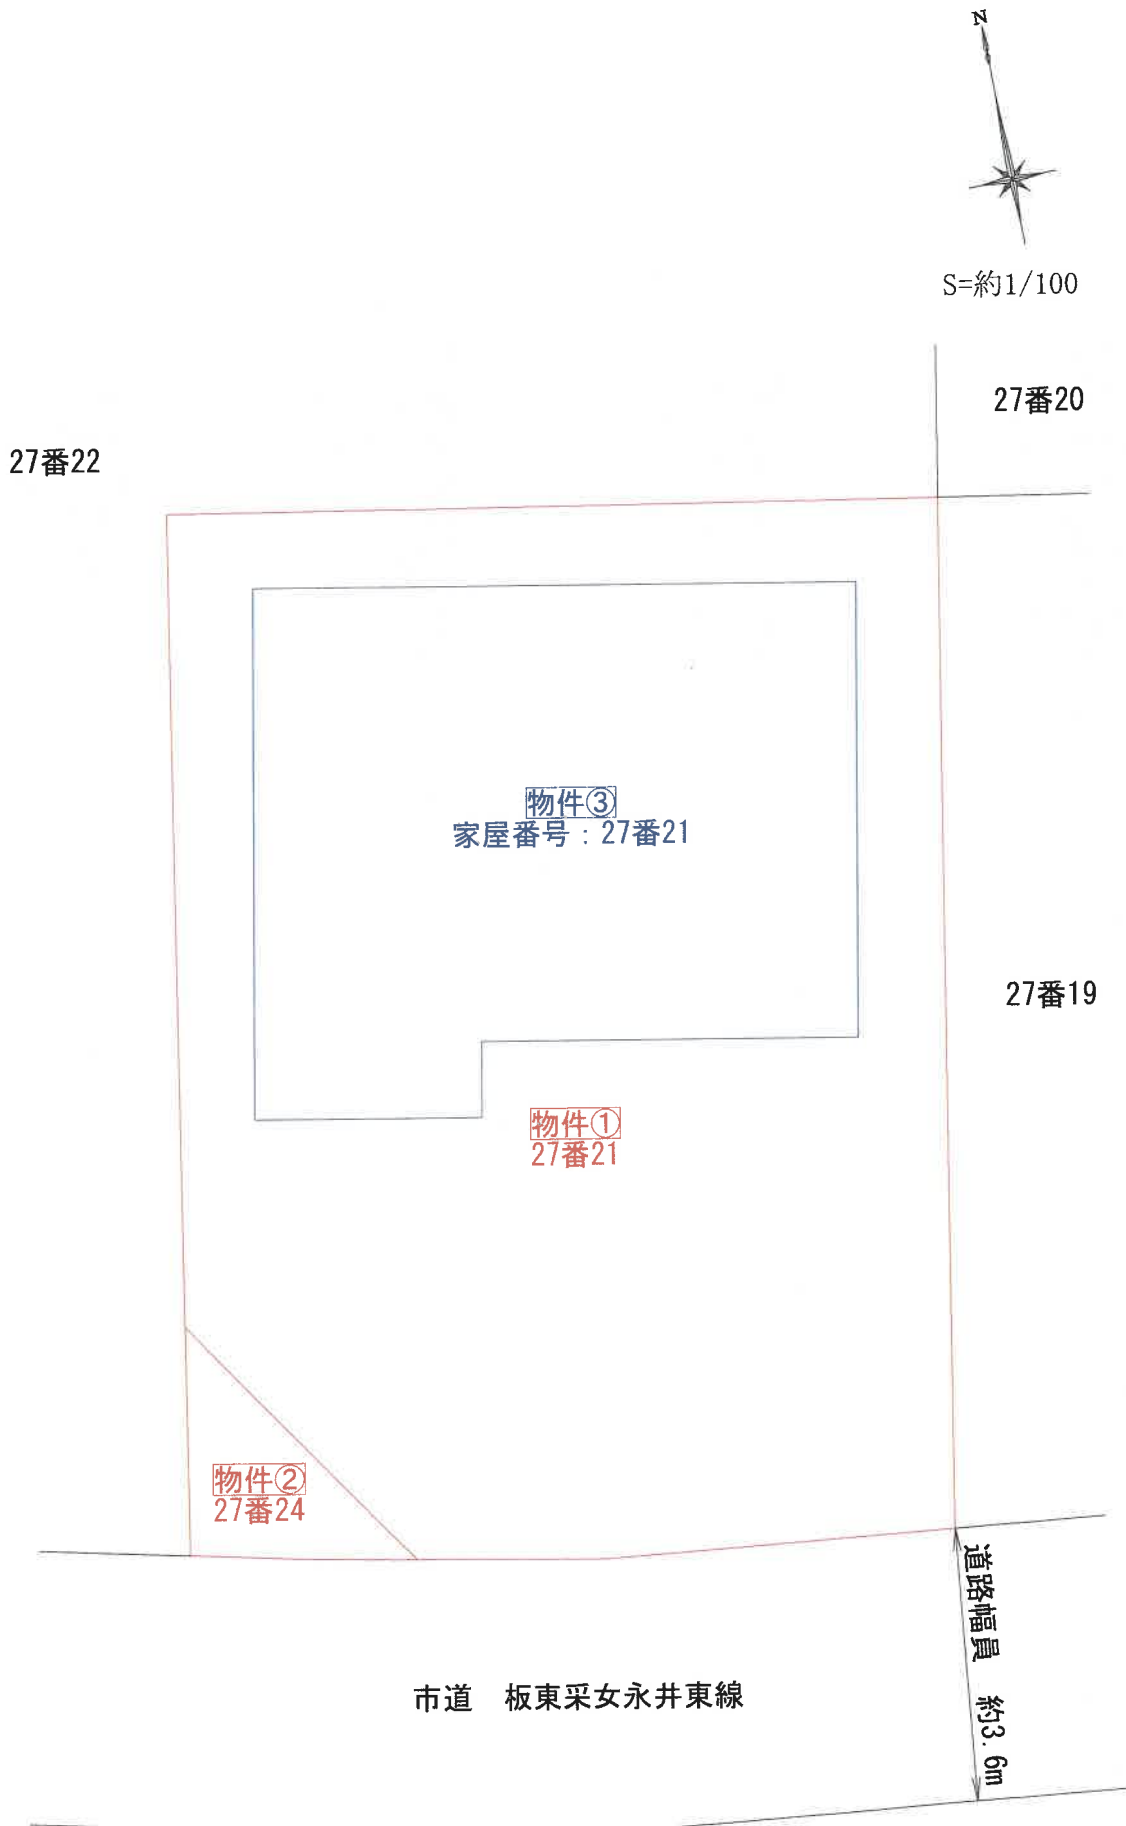 N
S=約1/100
27番20
27番22
物件③
家屋番号：27番21
27番19
物件①
27番21
物件②
27番24
道路幅員　約3.6m
市道　板東采女永井東線